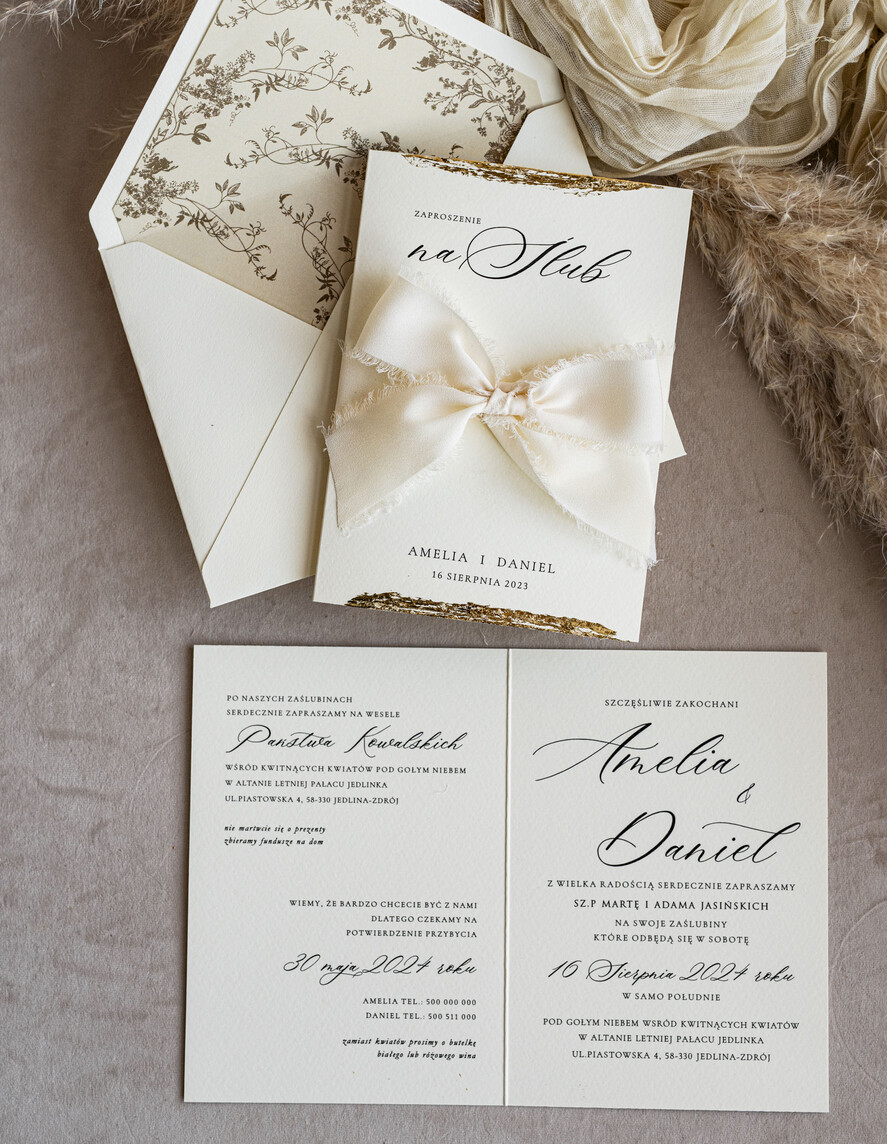 ZAPROSZENIE
na Ślub
AMELIA I DANIEL
16 SIERPNIA 2023
PO NASZYCH ZAŚLUBINACH
SERDECZNIE ZAPRASZAMY NA WESELE
Państwa Kowalskich
WŚRÓD KWITNĄCYCH KWIATÓW POD GOŁYM NIEBEM
W ALTANIE LETNIEJ PAŁACU JEDLINKA
UL.PIASTOWSKA 4, 58-330 JEDLINA-ZDRÓJ
nie martwcie się o prezenty
zbieramy fundusze na dom
WIEMY, ŻE BARDZO CHCECIE BYĆ Z NAMI
DLATEGO CZEKAMY NA
POTWIERDZENIE PRZYBYCIA
30 maja 2024 roku
AMELIA TEL.: 500 000 000
DANIEL TEL.: 500 511 000
zamiast kwiatów prosimy o butelkę
białego lub różowego wina
SZCZĘŚLIWIE ZAKOCHANI
Amelia
&
Daniel
Z WIELKA RADOŚCIĄ SERDECZNIE ZAPRASZAMY
SZ.P MARTĘ I ADAMA JASIŃSKICH
NA SWOJE ZAŚLUBINY
KTÓRE ODBĘDĄ SIĘ W SOBOTĘ
16 Sierpnia 2024 roku
W SAMO POŁUDNIE
POD GOŁYM NIEBEM WSRÓD KWITNĄCYCH KWIATÓW
W ALTANIE LETNIEJ PAŁACU JEDLINKA
UL.PIASTOWSKA 4, 58-330 JEDLINA-ZDRÓJ